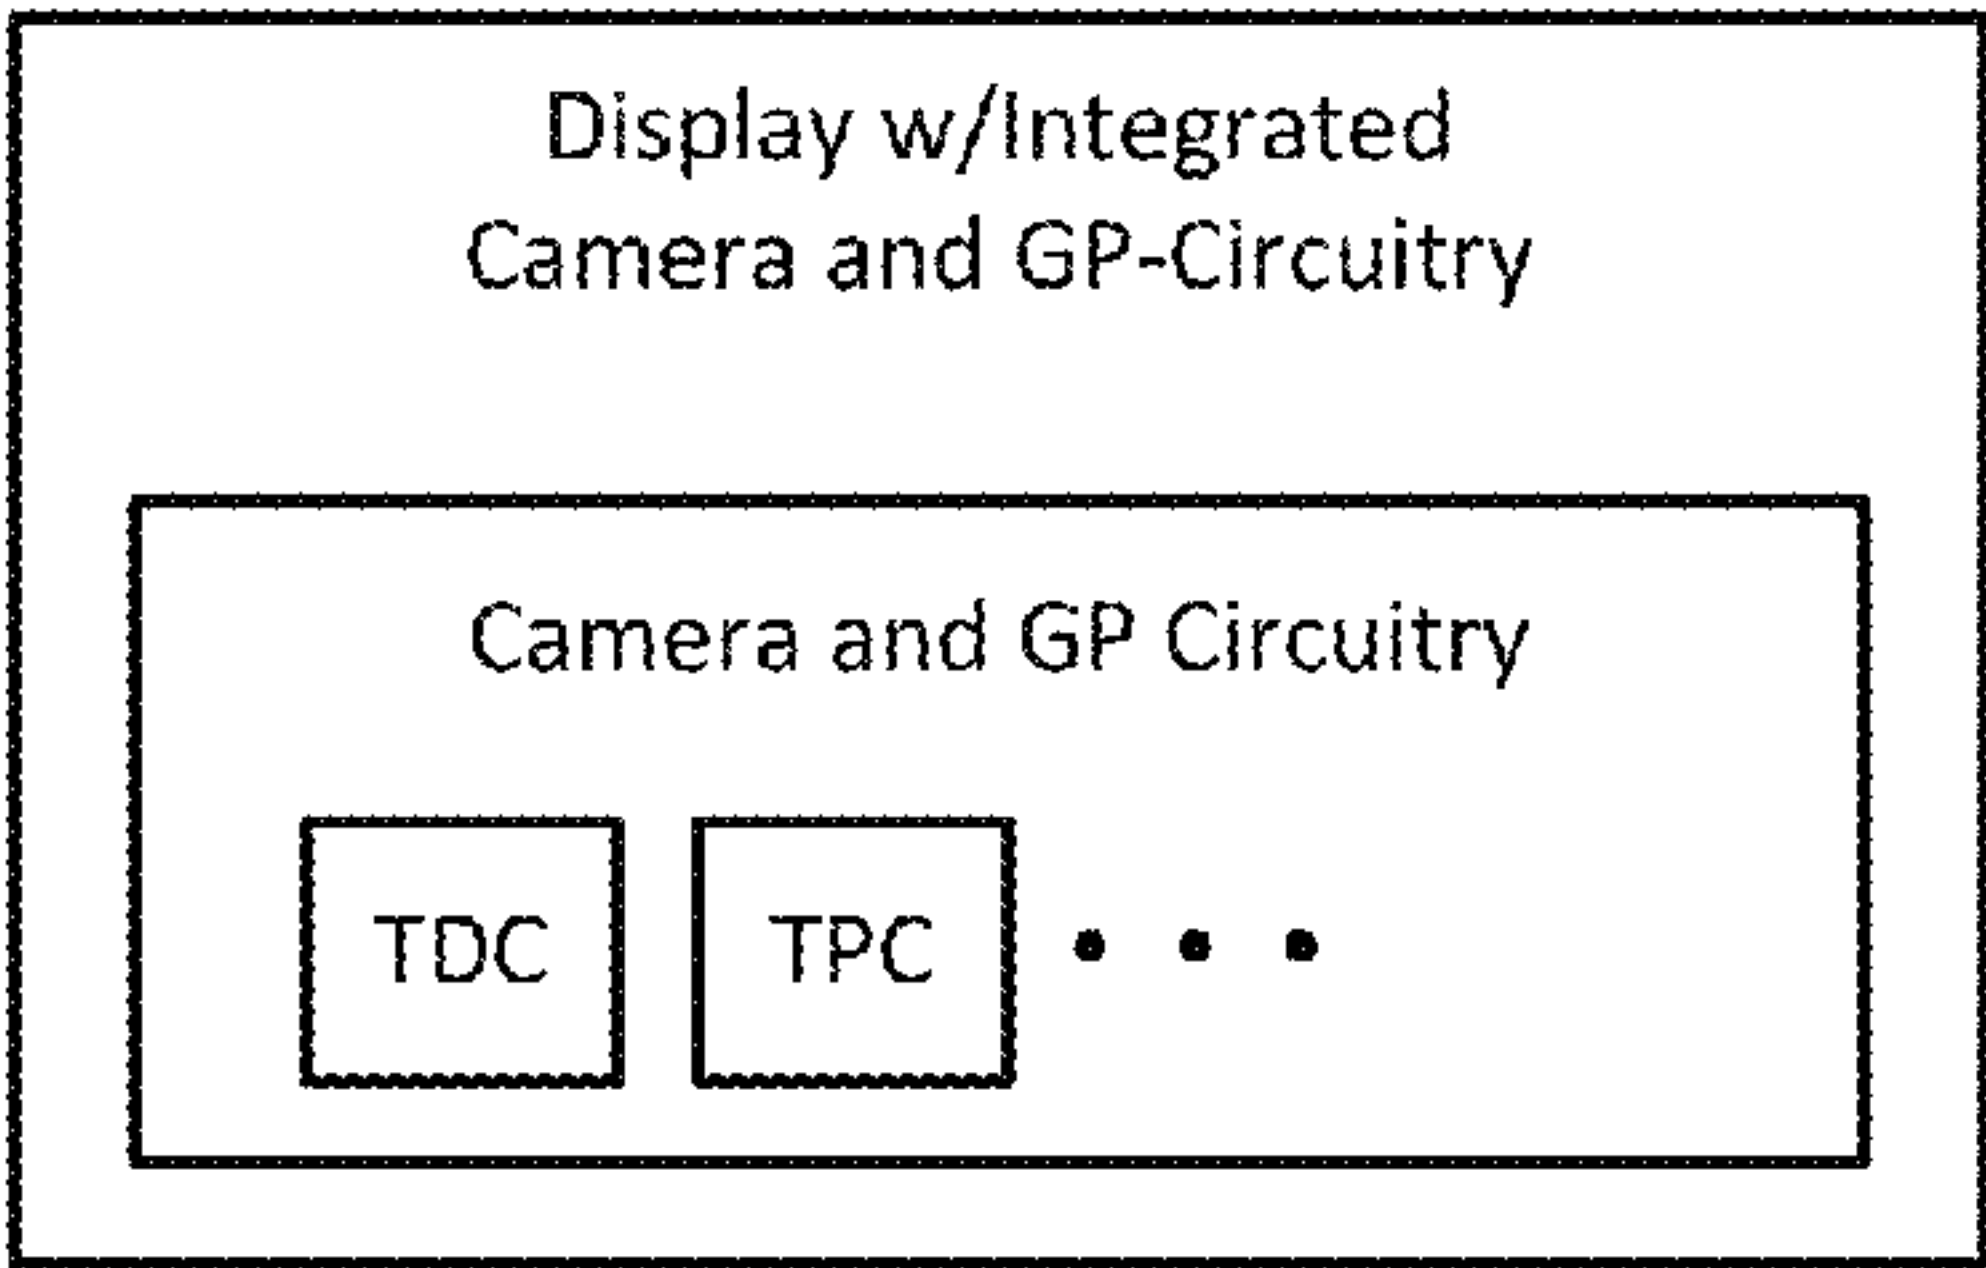 Display w/Integrated
Camera and GP-Circuitry
Camera and GP Circuitry
TDC TPC • • •